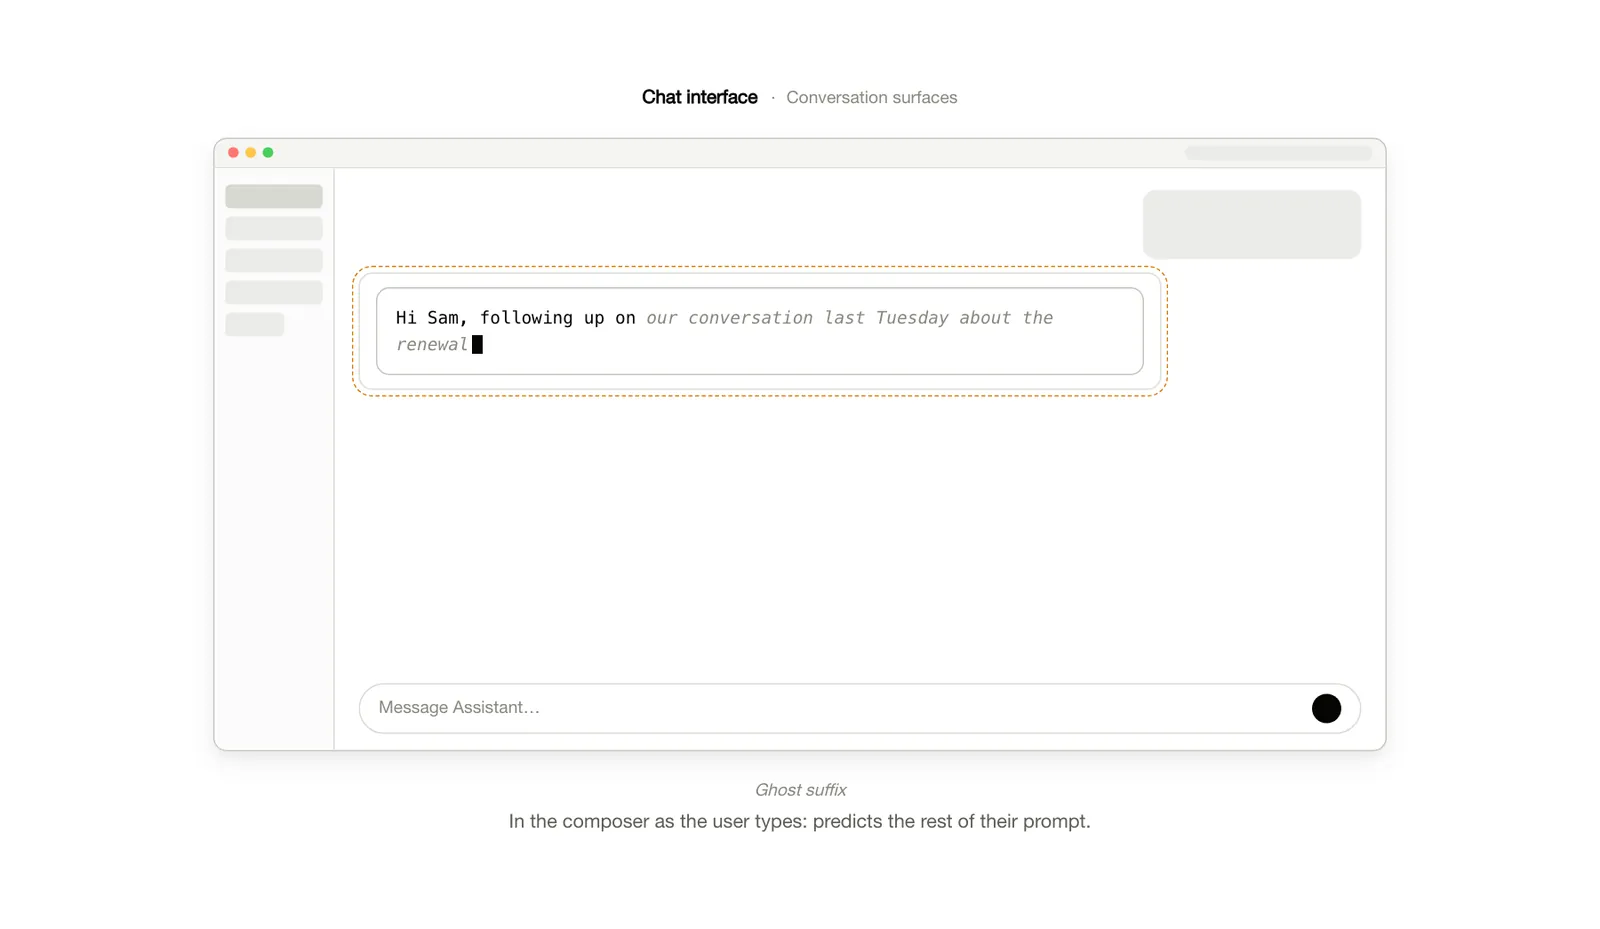 Chat interface · Conversation surfaces
Hi Sam, following up on our conversation last Tuesday about the
renewal
Message Assistant…
Ghost suffix
In the composer as the user types: predicts the rest of their prompt.